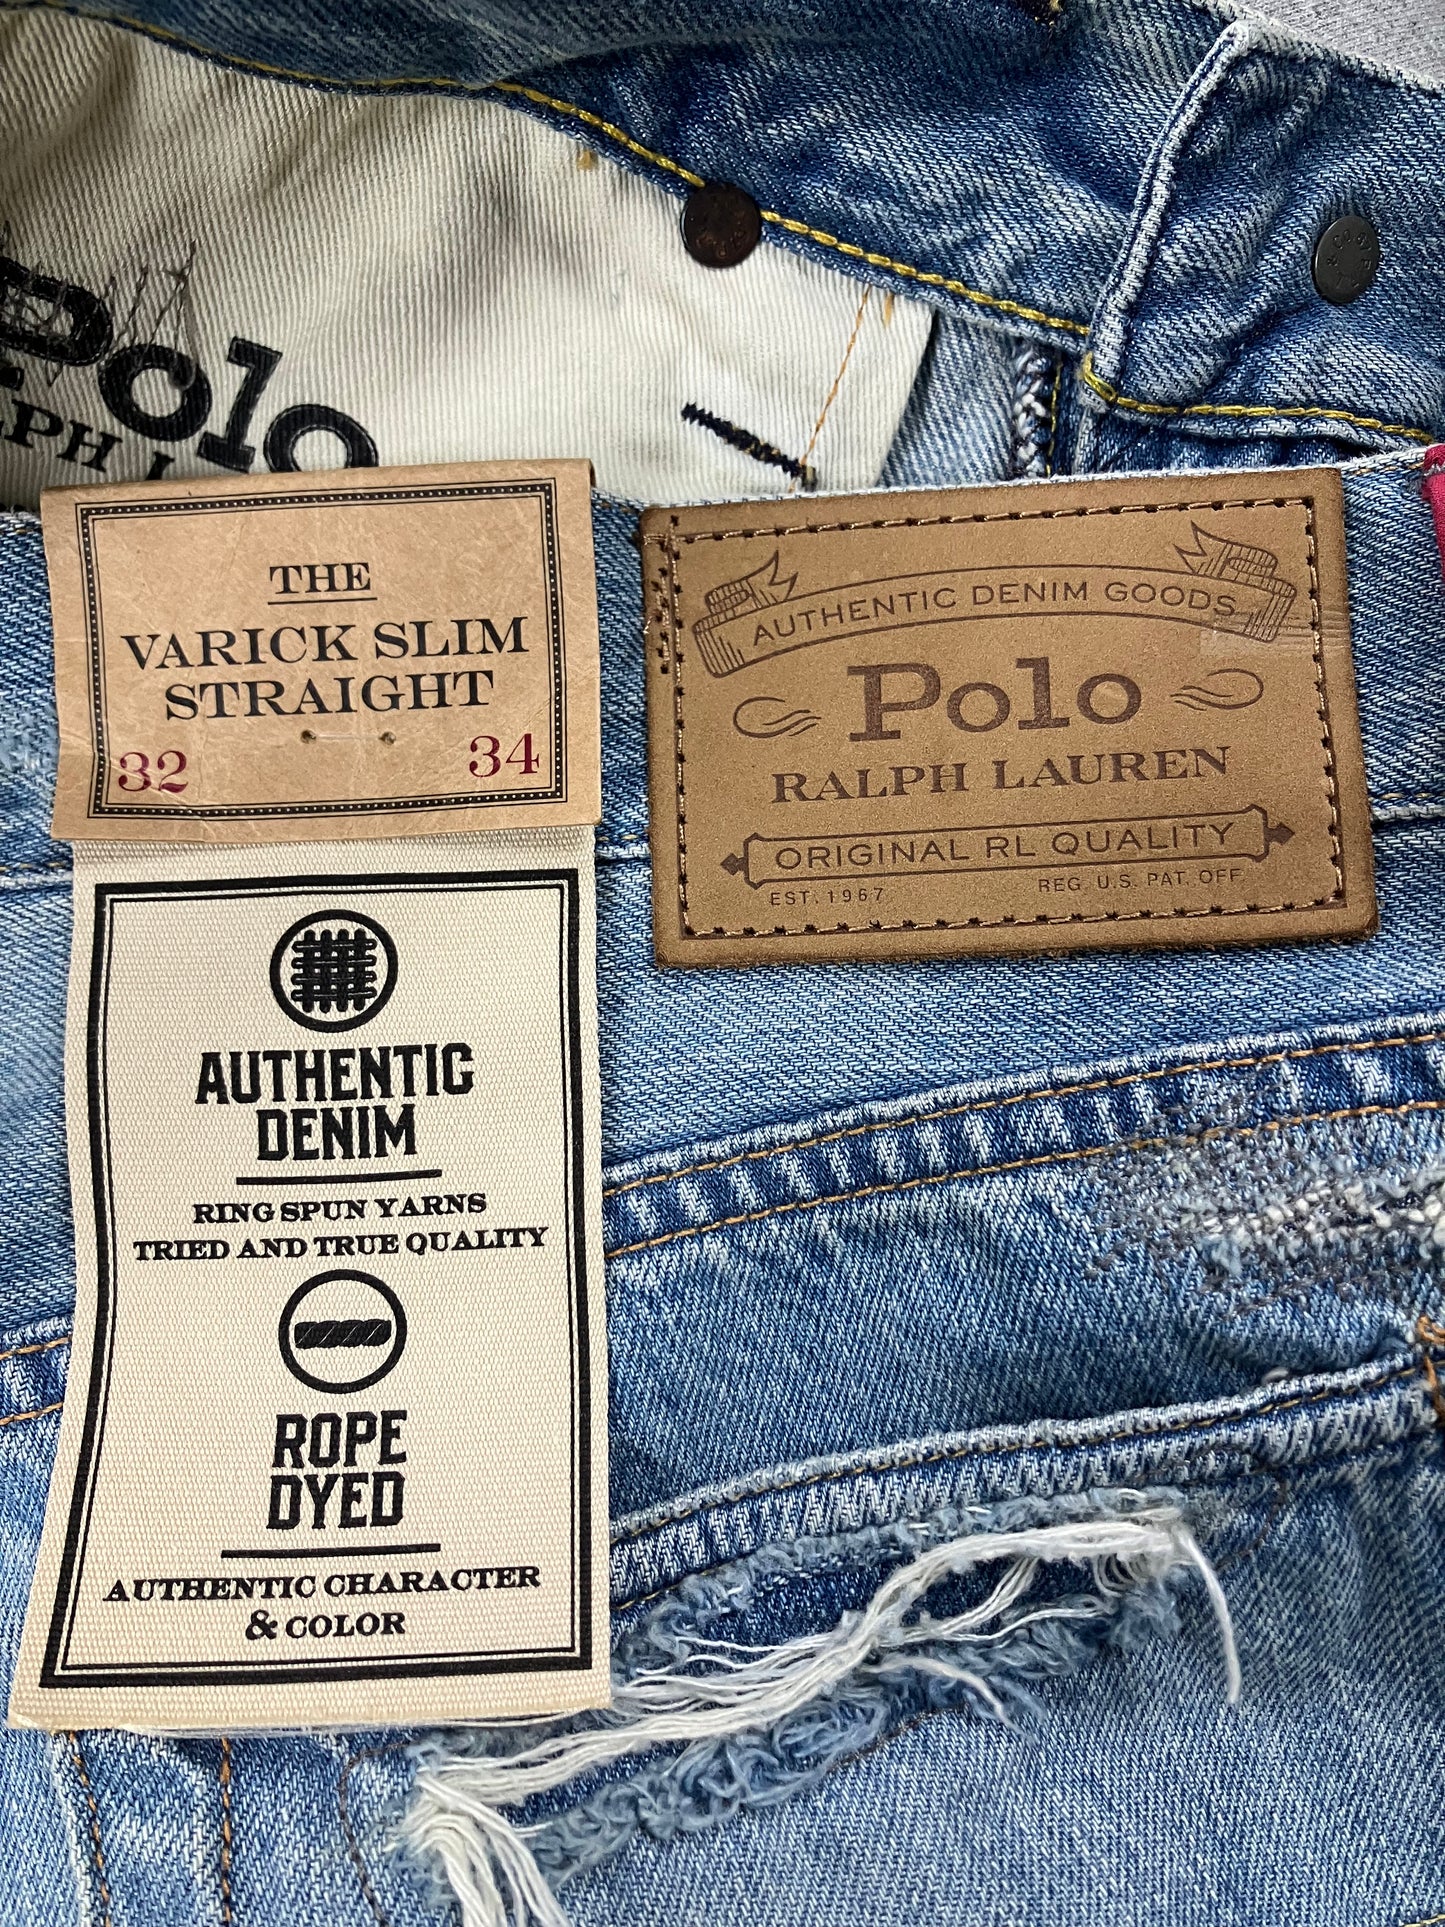 Polo
THE
VARICK SLIM
STRAIGHT
32
34
AUTHENTIC
DENIM
RING SPUN YARNS
TRIED AND TRUE QUALITY
ROPE
DYED
AUTHENTIC CHARACTER
& COLOR
AUTHENTIC DENIM GOODS
Polo
RALPH LAUREN
ORIGINAL RL QUALITY
EST. 1967
REG. U.S. PAT. OFF.